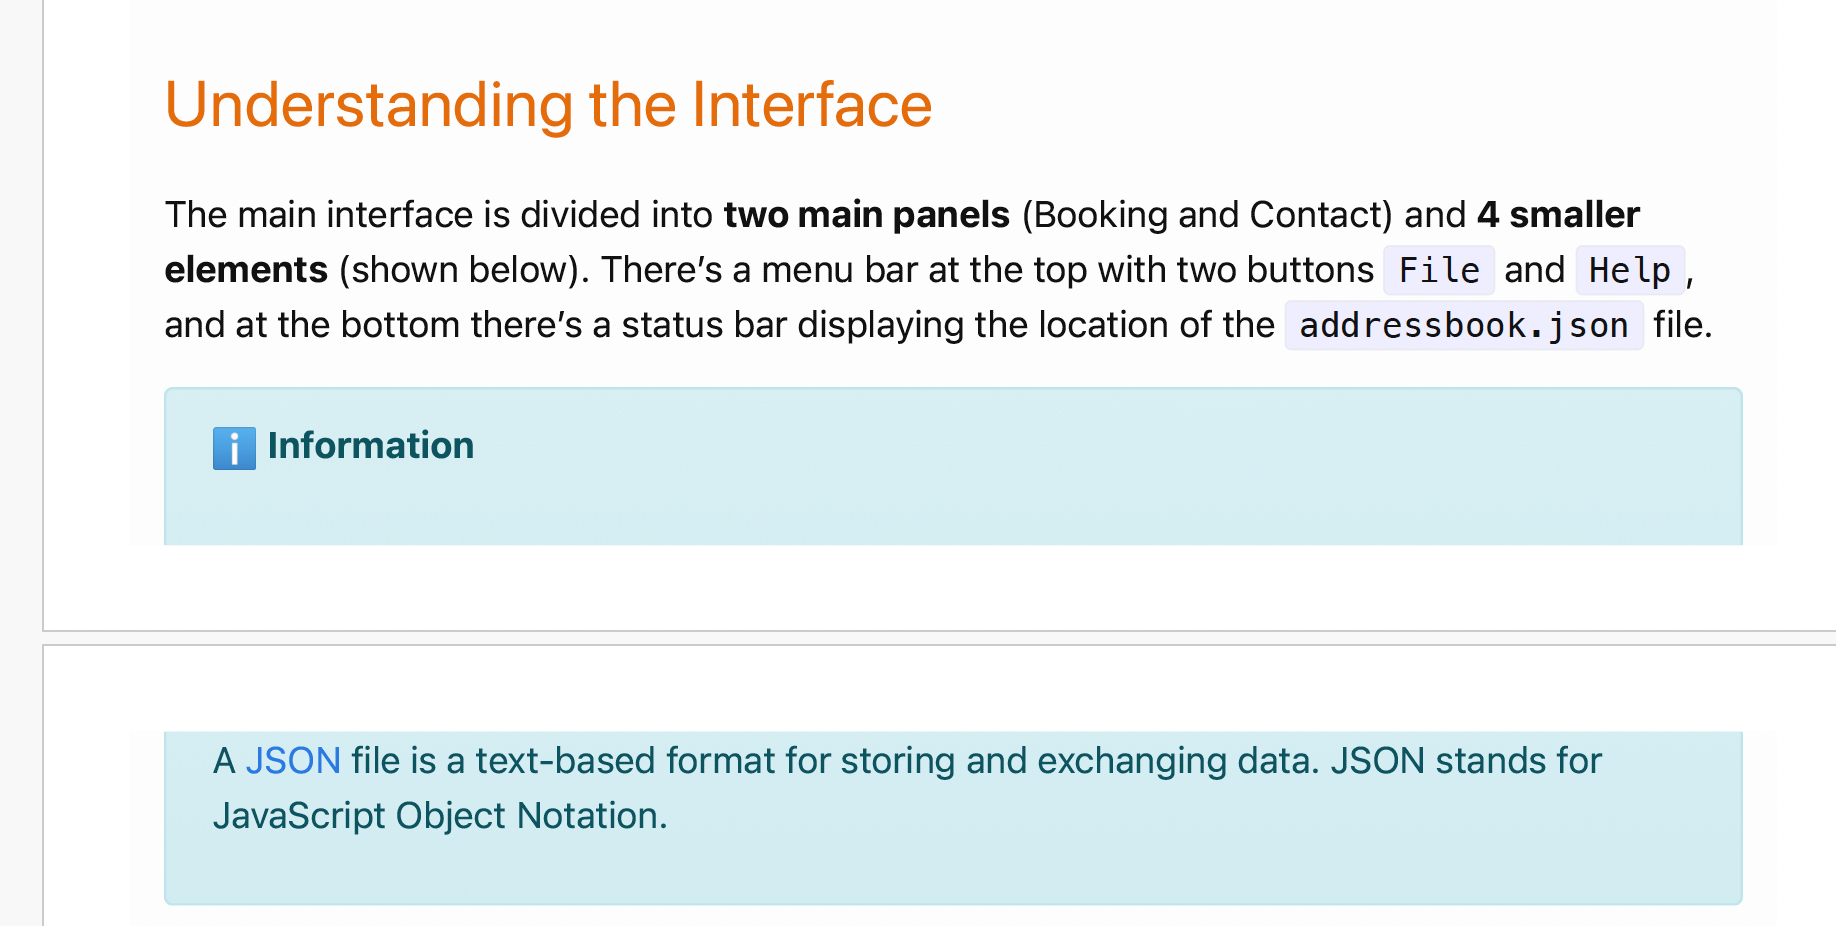 Understanding the Interface
The main interface is divided into two main panels (Booking and Contact) and 4 smaller
elements (shown below). There’s a menu bar at the top with two buttons File and Help,
and at the bottom there’s a status bar displaying the location of the addressbook.json file.
ℹ️ Information
A JSON file is a text-based format for storing and exchanging data. JSON stands for
JavaScript Object Notation.